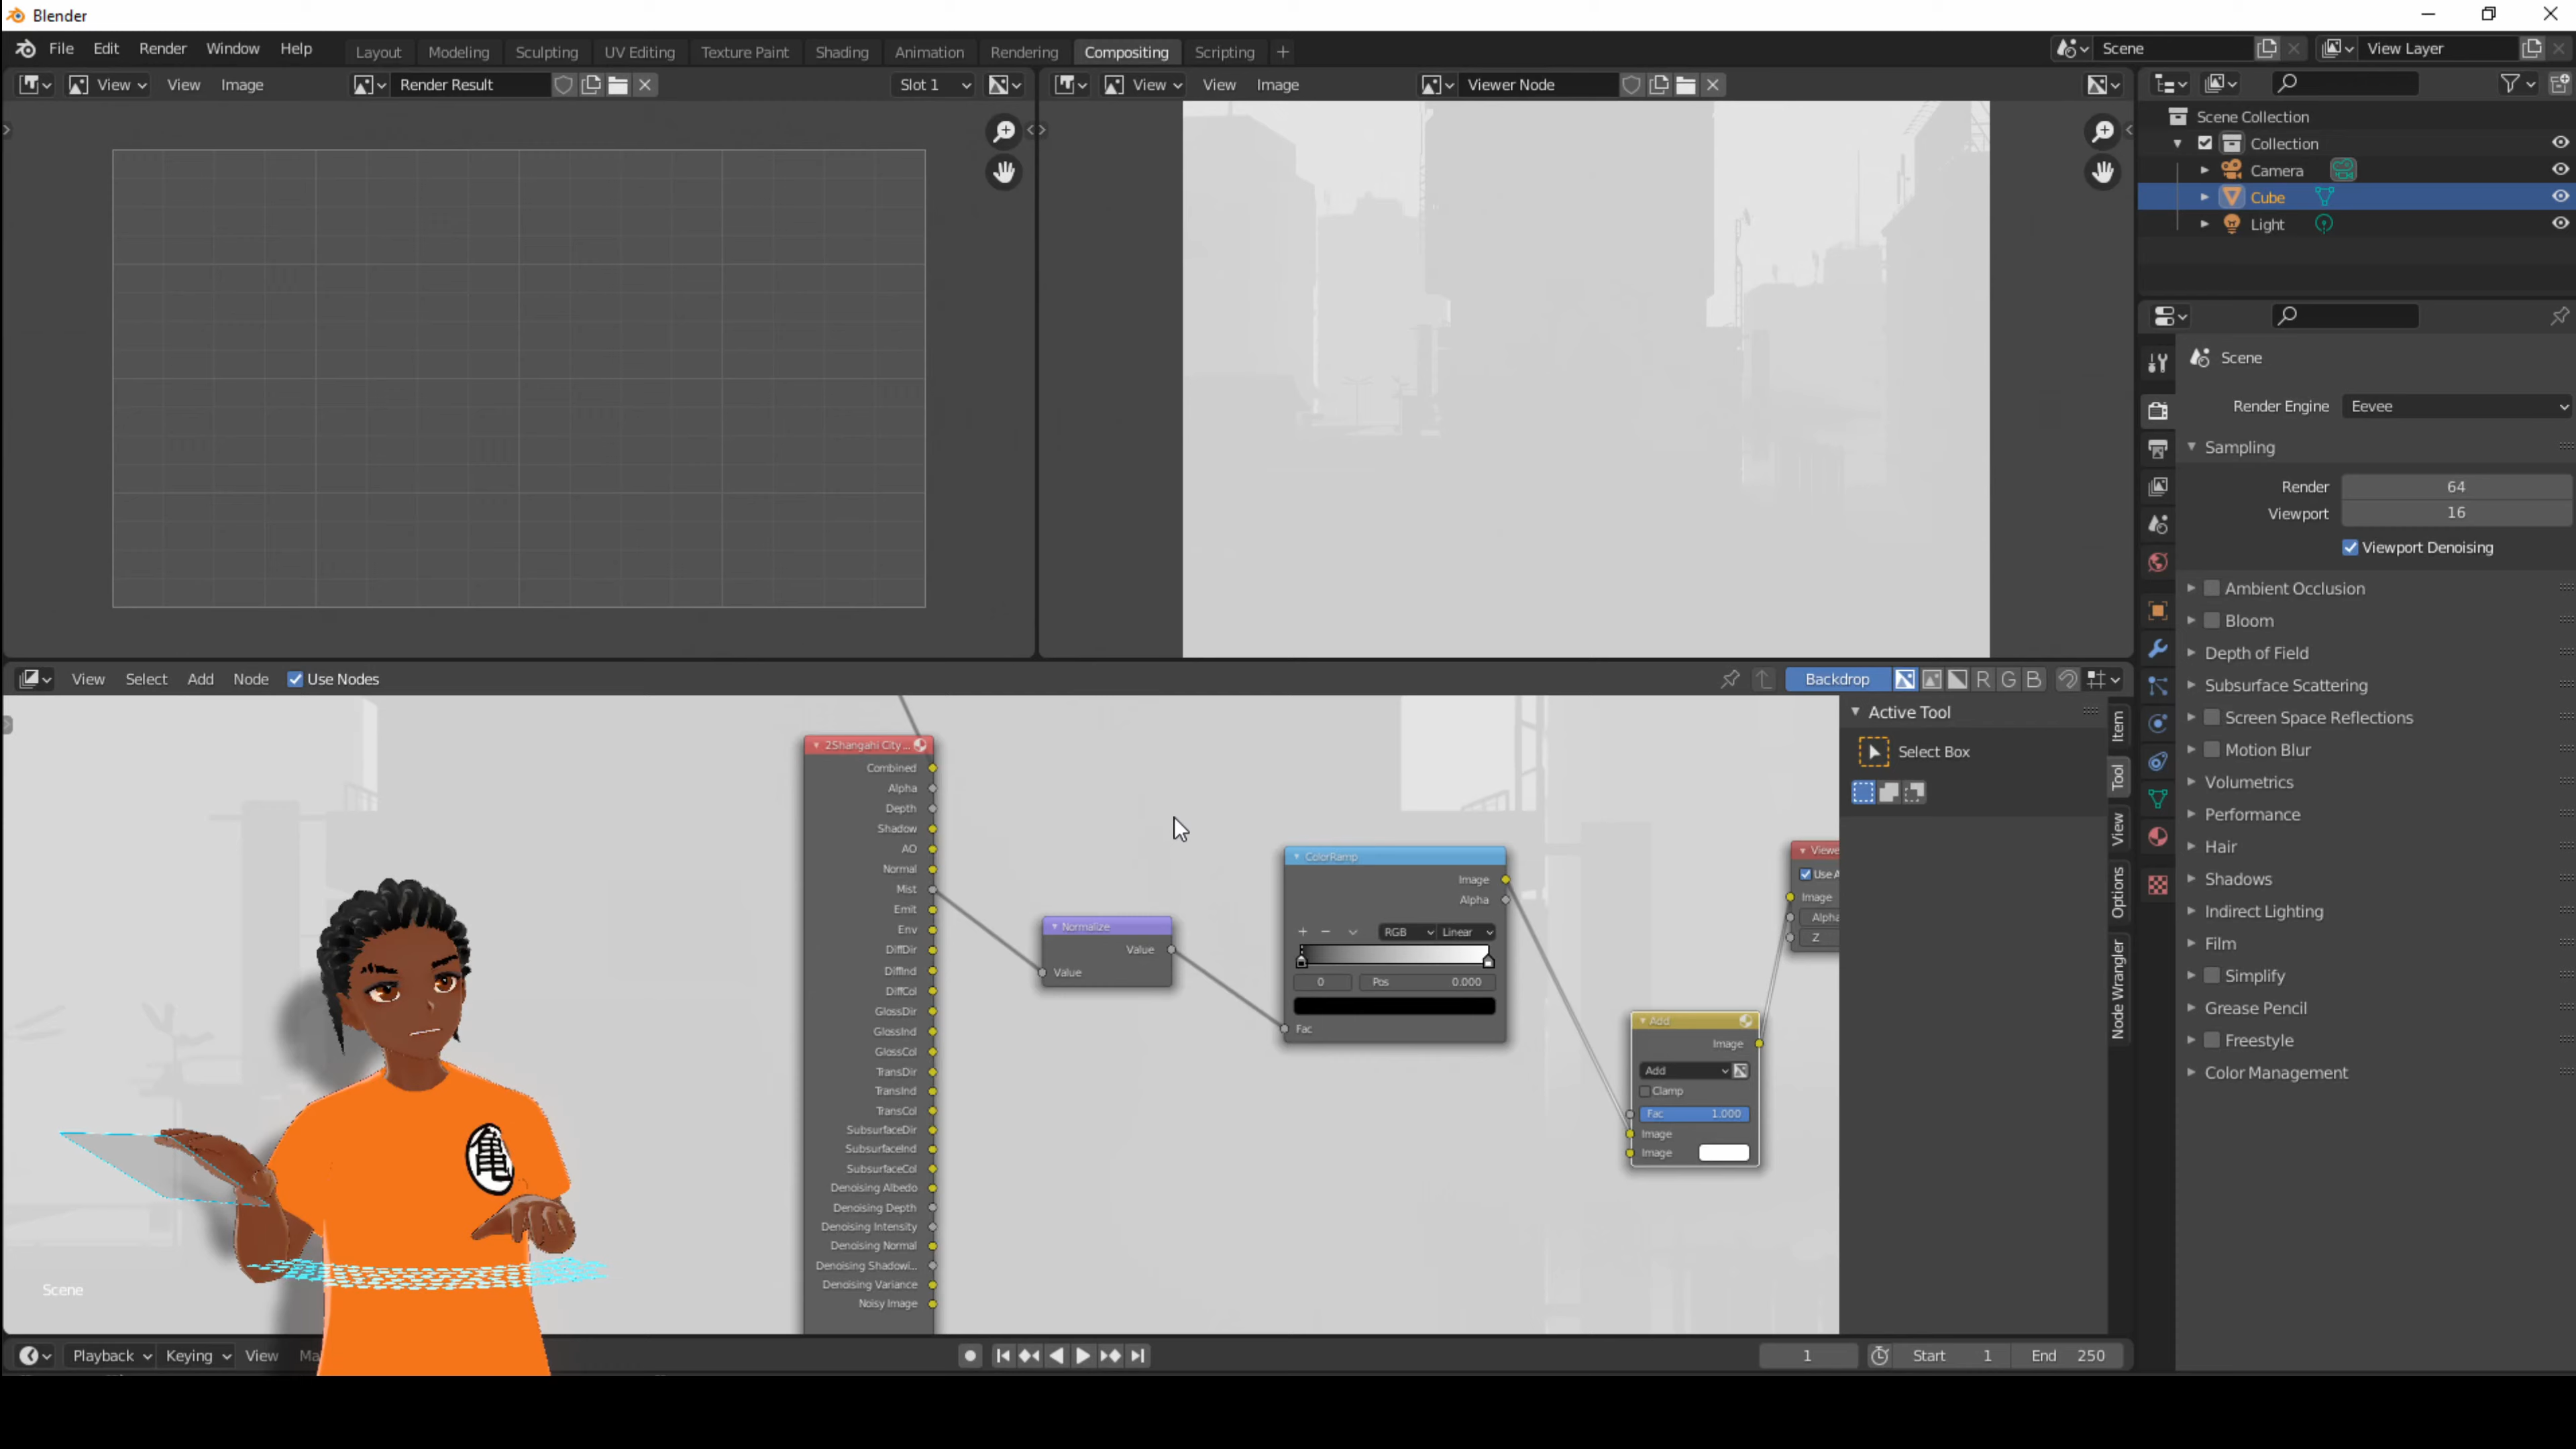 Blender
File Edit Render Window Help Layout Modeling Sculpting UV Editing Texture Paint Shading Animation Rendering Compositing Scripting + Scene View Layer
View View Image Render Result Slot 1
View View Image Viewer Node
Scene Collection
Collection
Camera
Cube
Light
Scene
Render Engine Eevee
Sampling
Render 64
Viewport 16
Viewport Denoising
Ambient Occlusion
Bloom
Depth of Field
Subsurface Scattering
Screen Space Reflections
Motion Blur
Volumetrics
Performance
Hair
Shadows
Indirect Lighting
Film
Simplify
Grease Pencil
Freestyle
Color Management
View Select Add Node Use Nodes Backdrop R G B
Active Tool
Select Box
Item
Tool
View
Options
Node Wrangler
2Shangahi City...
Combined
Alpha
Depth
Shadow
AO
Normal
Mist
Emit
Env
DiffDir
DiffInd
DiffCol
GlossDir
GlossInd
GlossCol
TransDir
TransInd
TransCol
SubsurfaceDir
SubsurfaceInd
SubsurfaceCol
Denoising Albedo
Denoising Depth
Denoising Intensity
Denoising Normal
Denoising Shadowi...
Denoising Variance
Noisy Image
Normalize
Value
Value
ColorRamp
Image
Alpha
RGB Linear
0 Pos 0.000
Fac
Add
Image
Add
Clamp
Fac 1.000
Image
Image
Viewe
Use A
Image
Alpha
Z
亀
Scene
Playback Keying View Ma 1 Start 1 End 250